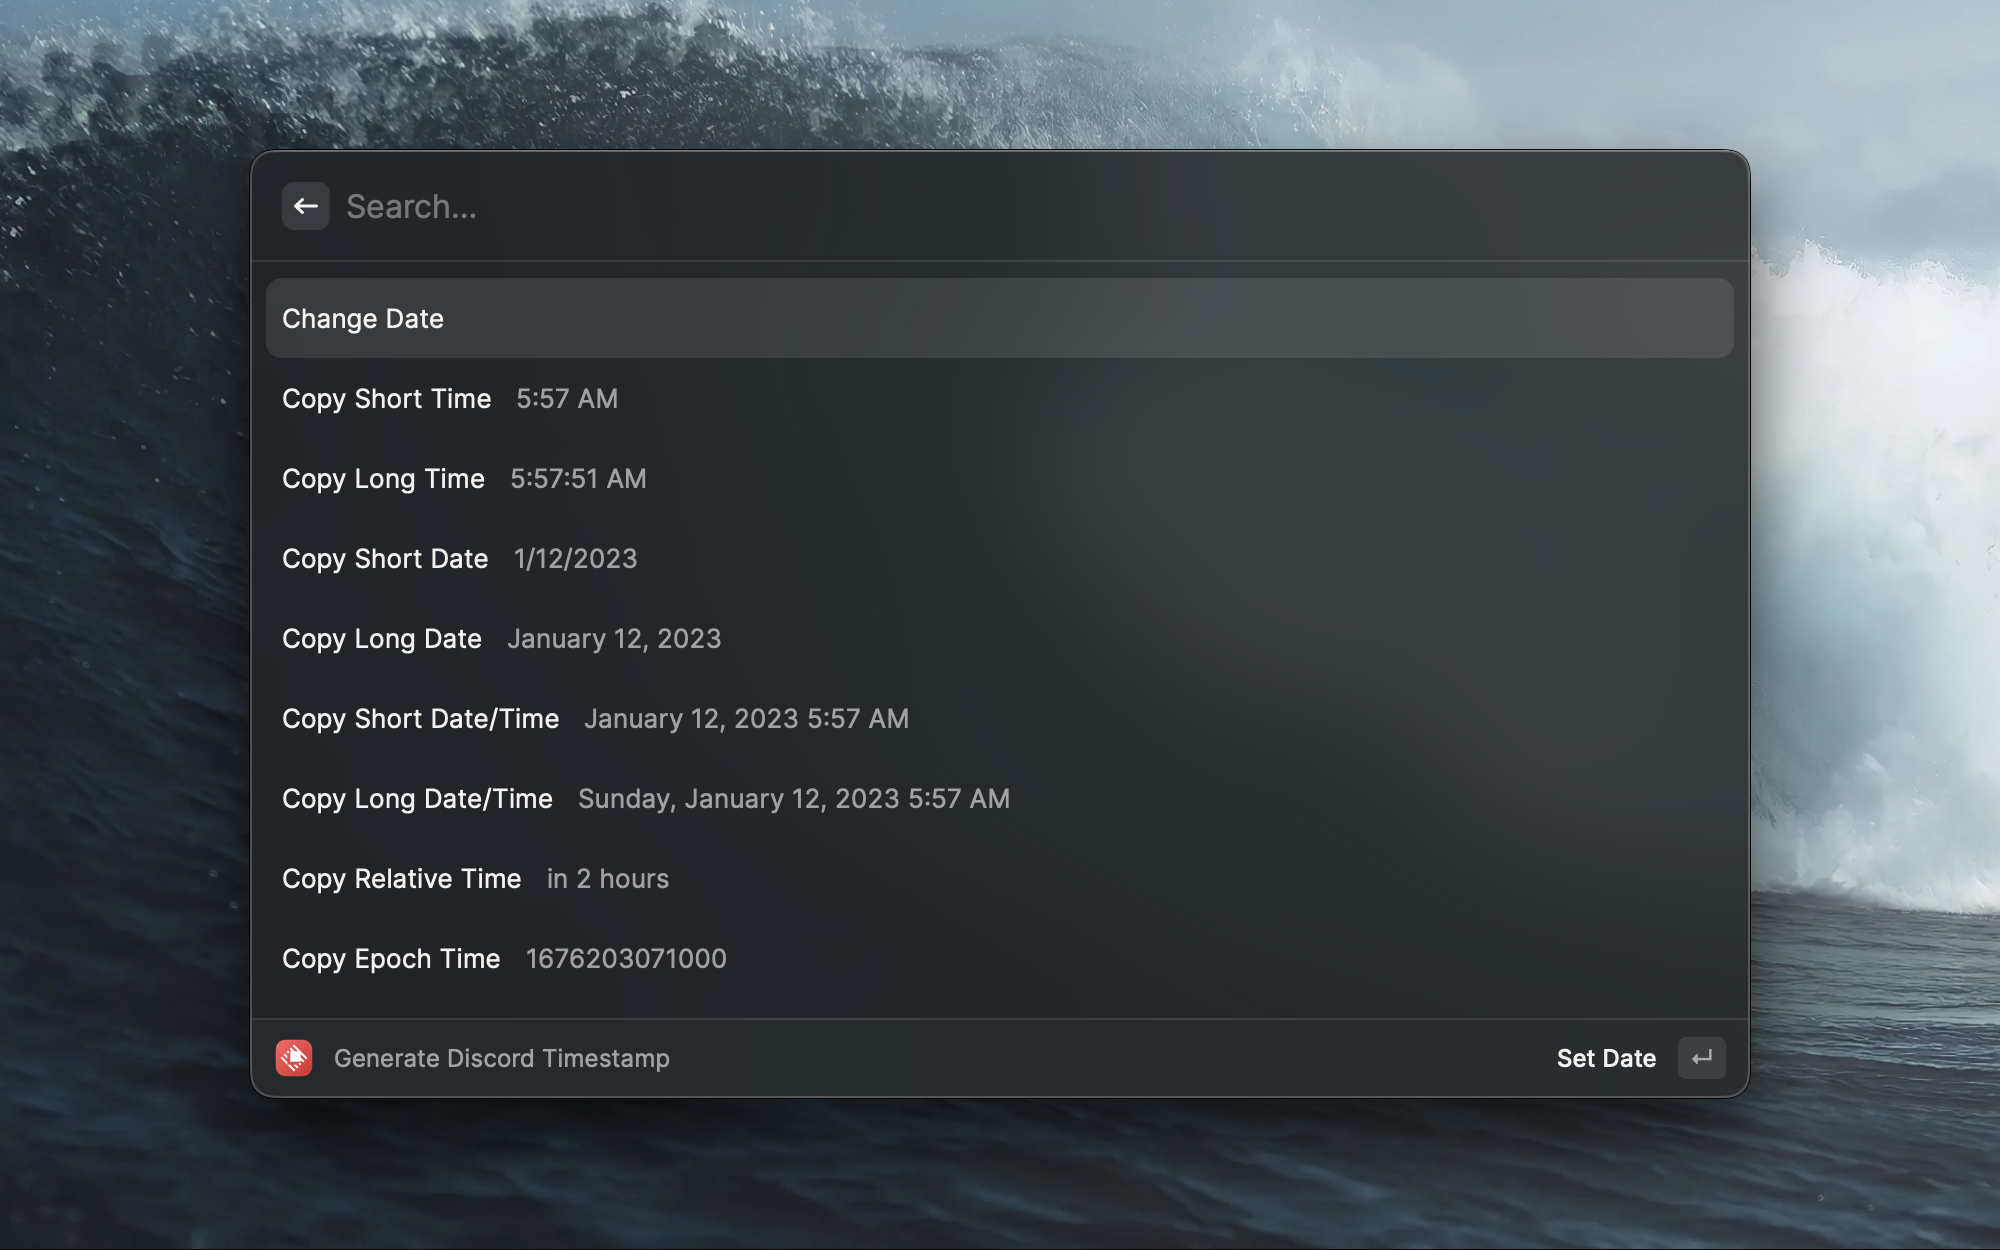 Search...
Change Date
Copy Short Time 5:57 AM
Copy Long Time 5:57:51 AM
Copy Short Date 1/12/2023
Copy Long Date January 12, 2023
Copy Short Date/Time January 12, 2023 5:57 AM
Copy Long Date/Time Sunday, January 12, 2023 5:57 AM
Copy Relative Time in 2 hours
Copy Epoch Time 1676203071000
Generate Discord Timestamp Set Date